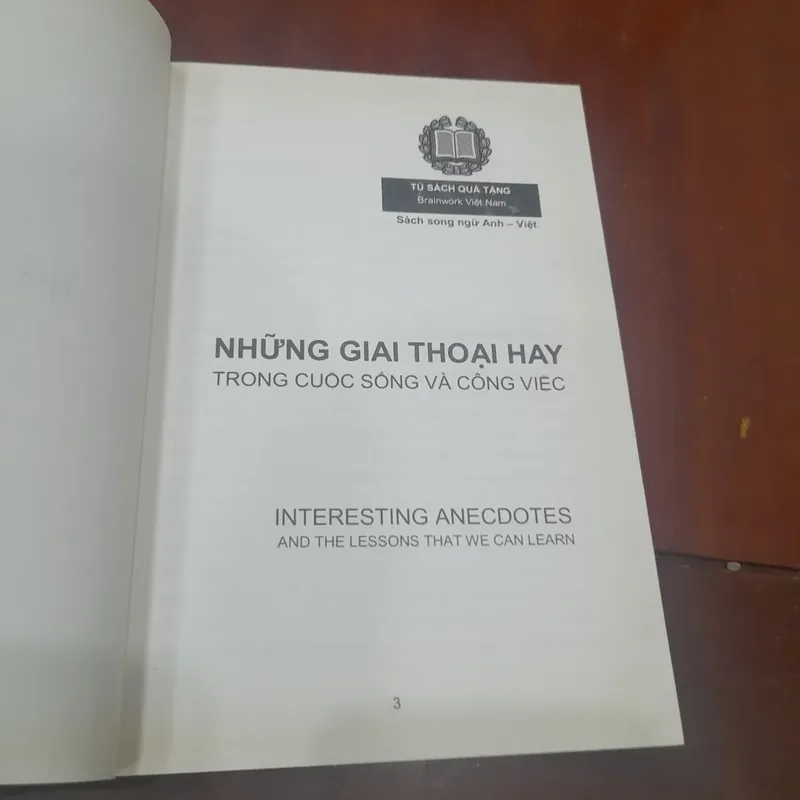 TỦ SÁCH QUÀ TẶNG
Brainwork Việt Nam
Sách song ngữ Anh – Việt
NHỮNG GIAI THOẠI HAY
TRONG CUỘC SỐNG VÀ CÔNG VIỆC
INTERESTING ANECDOTES
AND THE LESSONS THAT WE CAN LEARN
3